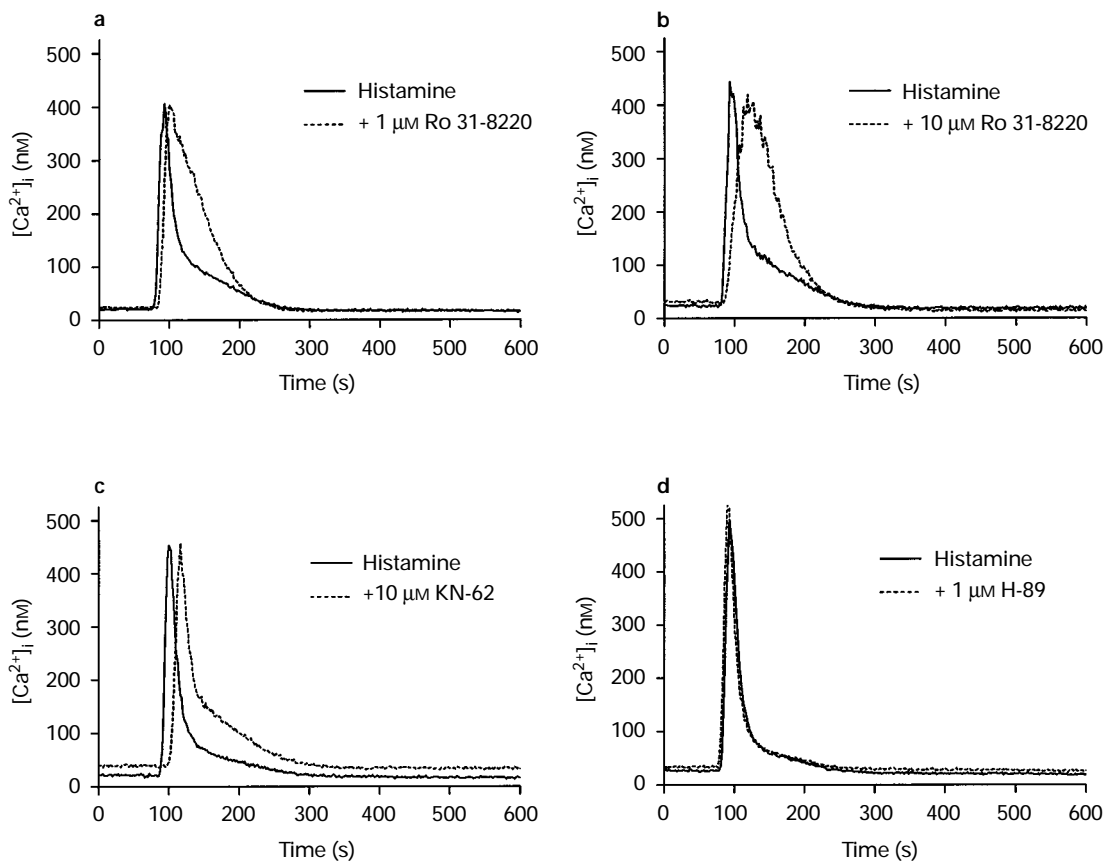 a
500
400
300
200
100
0
[Ca²⁺]ᵢ (nM)
Histamine
+ 1 µM Ro 31-8220
0 100 200 300 400 500 600
Time (s)
b
500
400
300
200
100
0
[Ca²⁺]ᵢ (nM)
Histamine
+ 10 µM Ro 31-8220
0 100 200 300 400 500 600
Time (s)
c
500
400
300
200
100
0
[Ca²⁺]ᵢ (nM)
Histamine
+10 µM KN-62
0 100 200 300 400 500 600
Time (s)
d
500
400
300
200
100
0
[Ca²⁺]ᵢ (nM)
Histamine
+ 1 µM H-89
0 100 200 300 400 500 600
Time (s)